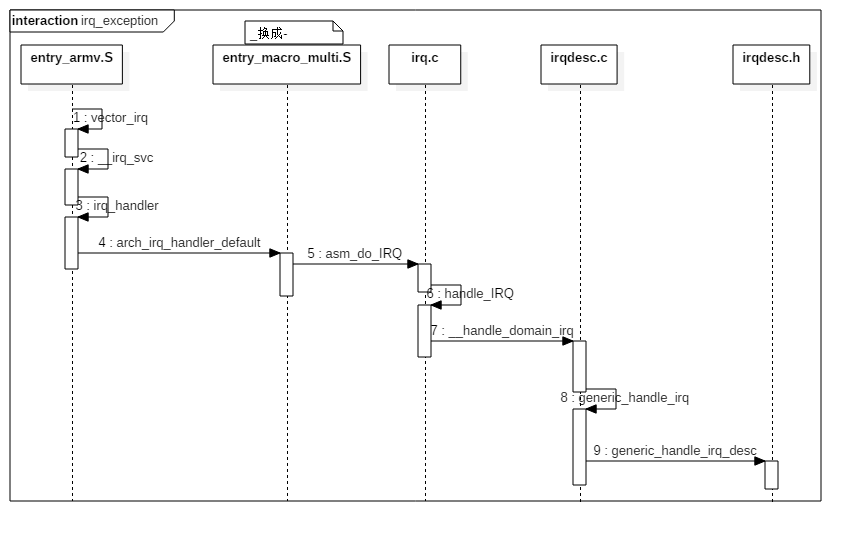 interaction irq_exception
_换成-
entry_armv.S
entry_macro_multi.S
irq.c
irqdesc.c
irqdesc.h
1 : vector_irq
2 : __irq_svc
3 : irq_handler
4 : arch_irq_handler_default
5 : asm_do_IRQ
6 : handle_IRQ
7 : __handle_domain_irq
8 : generic_handle_irq
9 : generic_handle_irq_desc